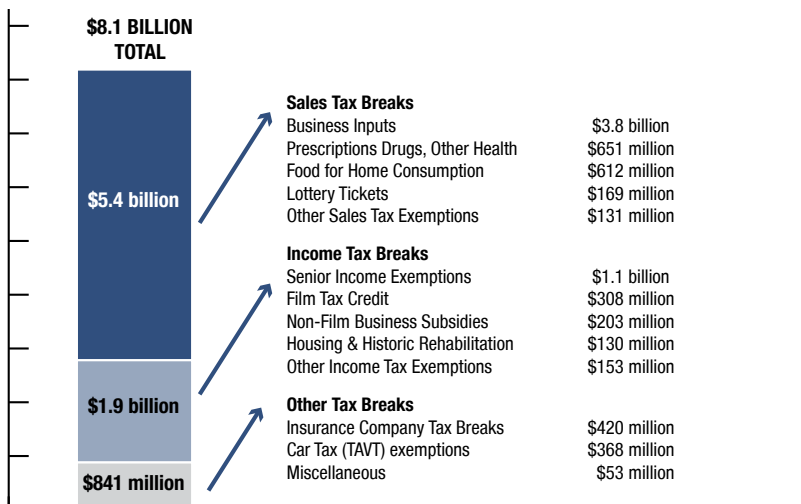 $8.1 BILLION
TOTAL
$5.4 billion
$1.9 billion
$841 million
Sales Tax Breaks
Business Inputs $3.8 billion
Prescriptions Drugs, Other Health $651 million
Food for Home Consumption $612 million
Lottery Tickets $169 million
Other Sales Tax Exemptions $131 million
Income Tax Breaks
Senior Income Exemptions $1.1 billion
Film Tax Credit $308 million
Non-Film Business Subsidies $203 million
Housing & Historic Rehabilitation $130 million
Other Income Tax Exemptions $153 million
Other Tax Breaks
Insurance Company Tax Breaks $420 million
Car Tax (TAVT) exemptions $368 million
Miscellaneous $53 million